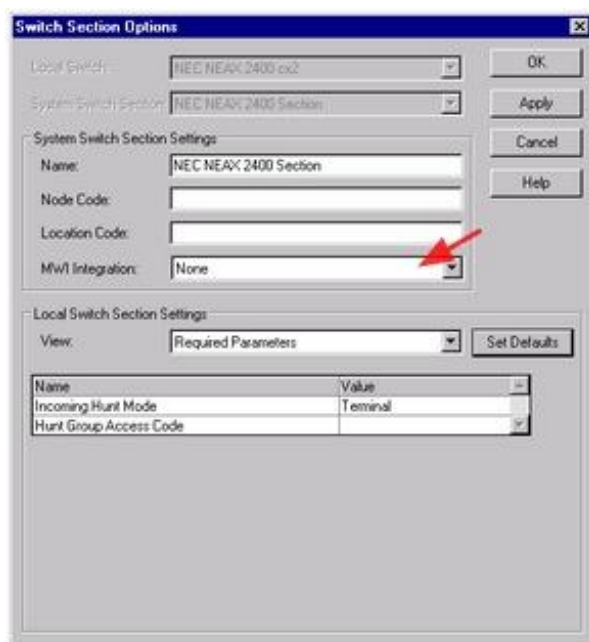 Switch Section Options
Local Switch: NEC NEAX 2400 cx2
OK
System Switch Section: NEC NEAX 2400 Section
Apply
System Switch Section Settings
Cancel
Name: NEC NEAX 2400 Section
Help
Node Code:
Location Code:
MWI Integration: None
Local Switch Section Settings
View: Required Parameters
Set Defaults
Name Value
Incoming Hunt Mode Terminal
Hunt Group Access Code